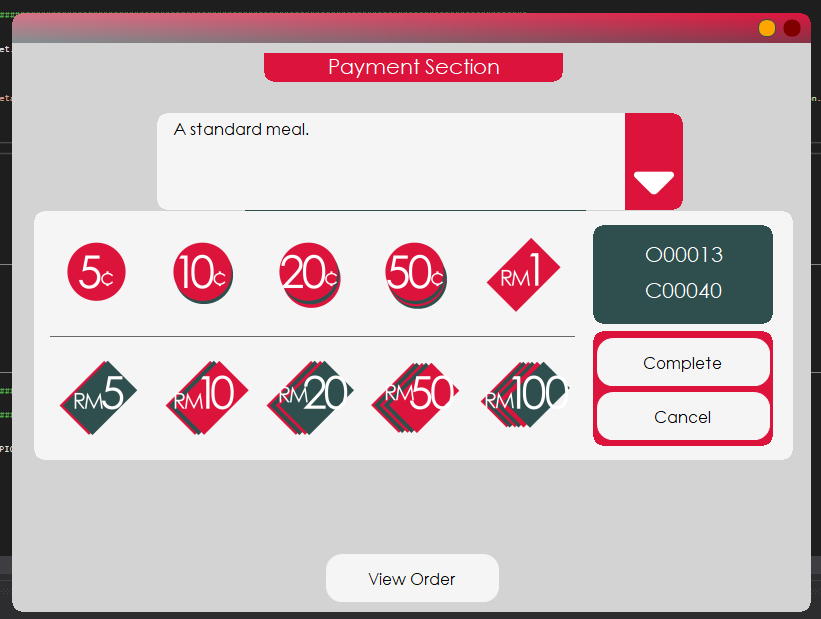 Payment Section
A standard meal.
5¢
10¢
20¢
50¢
RM1
O00013
C00040
RM5
RM10
RM20
RM50
RM100
Complete
Cancel
View Order